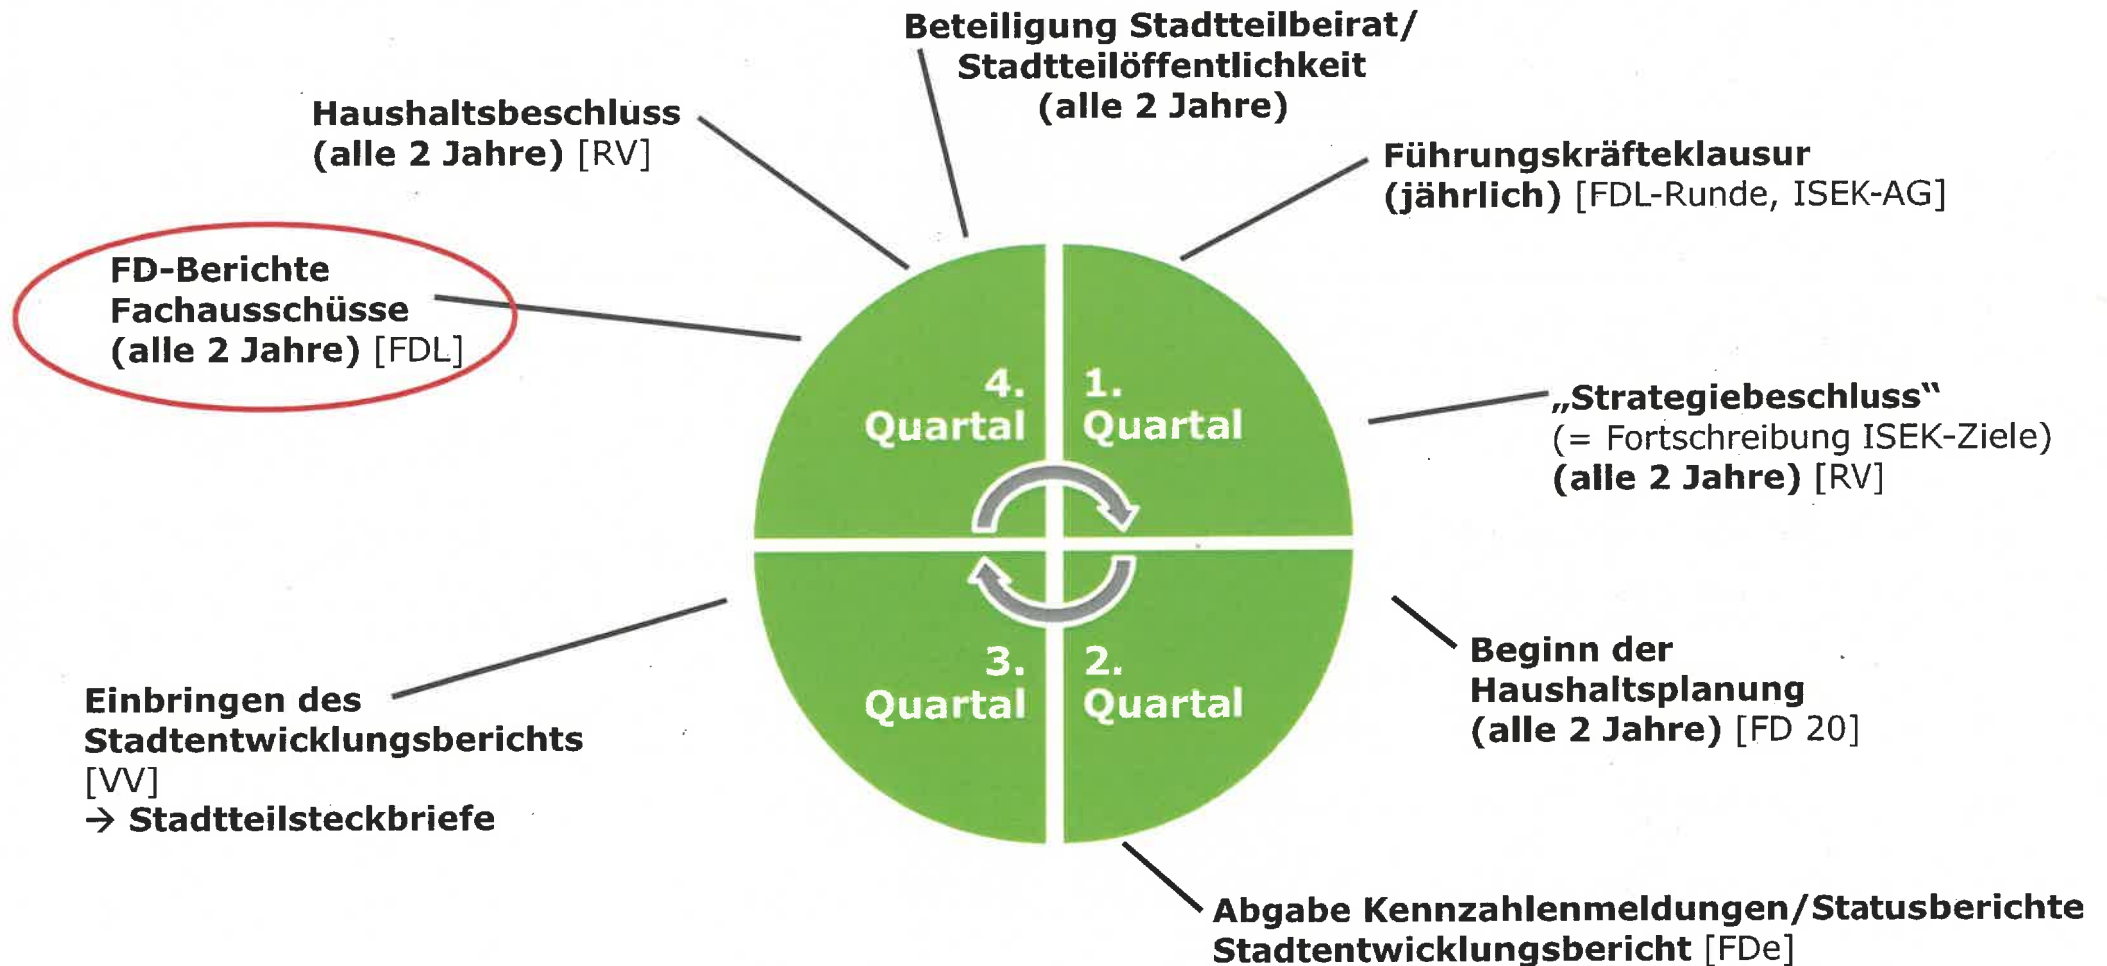 Beteiligung Stadtteilbeirat/
Stadtteilöffentlichkeit
(alle 2 Jahre)
Haushaltsbeschluss
(alle 2 Jahre) [RV]
Führungskräfteklausur
(jährlich) [FDL-Runde, ISEK-AG]
FD-Berichte
Fachausschüsse
(alle 2 Jahre) [FDL]
4.
Quartal
1.
Quartal
„Strategiebeschluss“
(= Fortschreibung ISEK-Ziele)
(alle 2 Jahre) [RV]
3.
Quartal
2.
Quartal
Beginn der
Haushaltsplanung
(alle 2 Jahre) [FD 20]
Einbringen des
Stadtentwicklungsberichts
[VV]
→ Stadtteilsteckbriefe
Abgabe Kennzahlenmeldungen/Statusberichte
Stadtentwicklungsbericht [FDe]